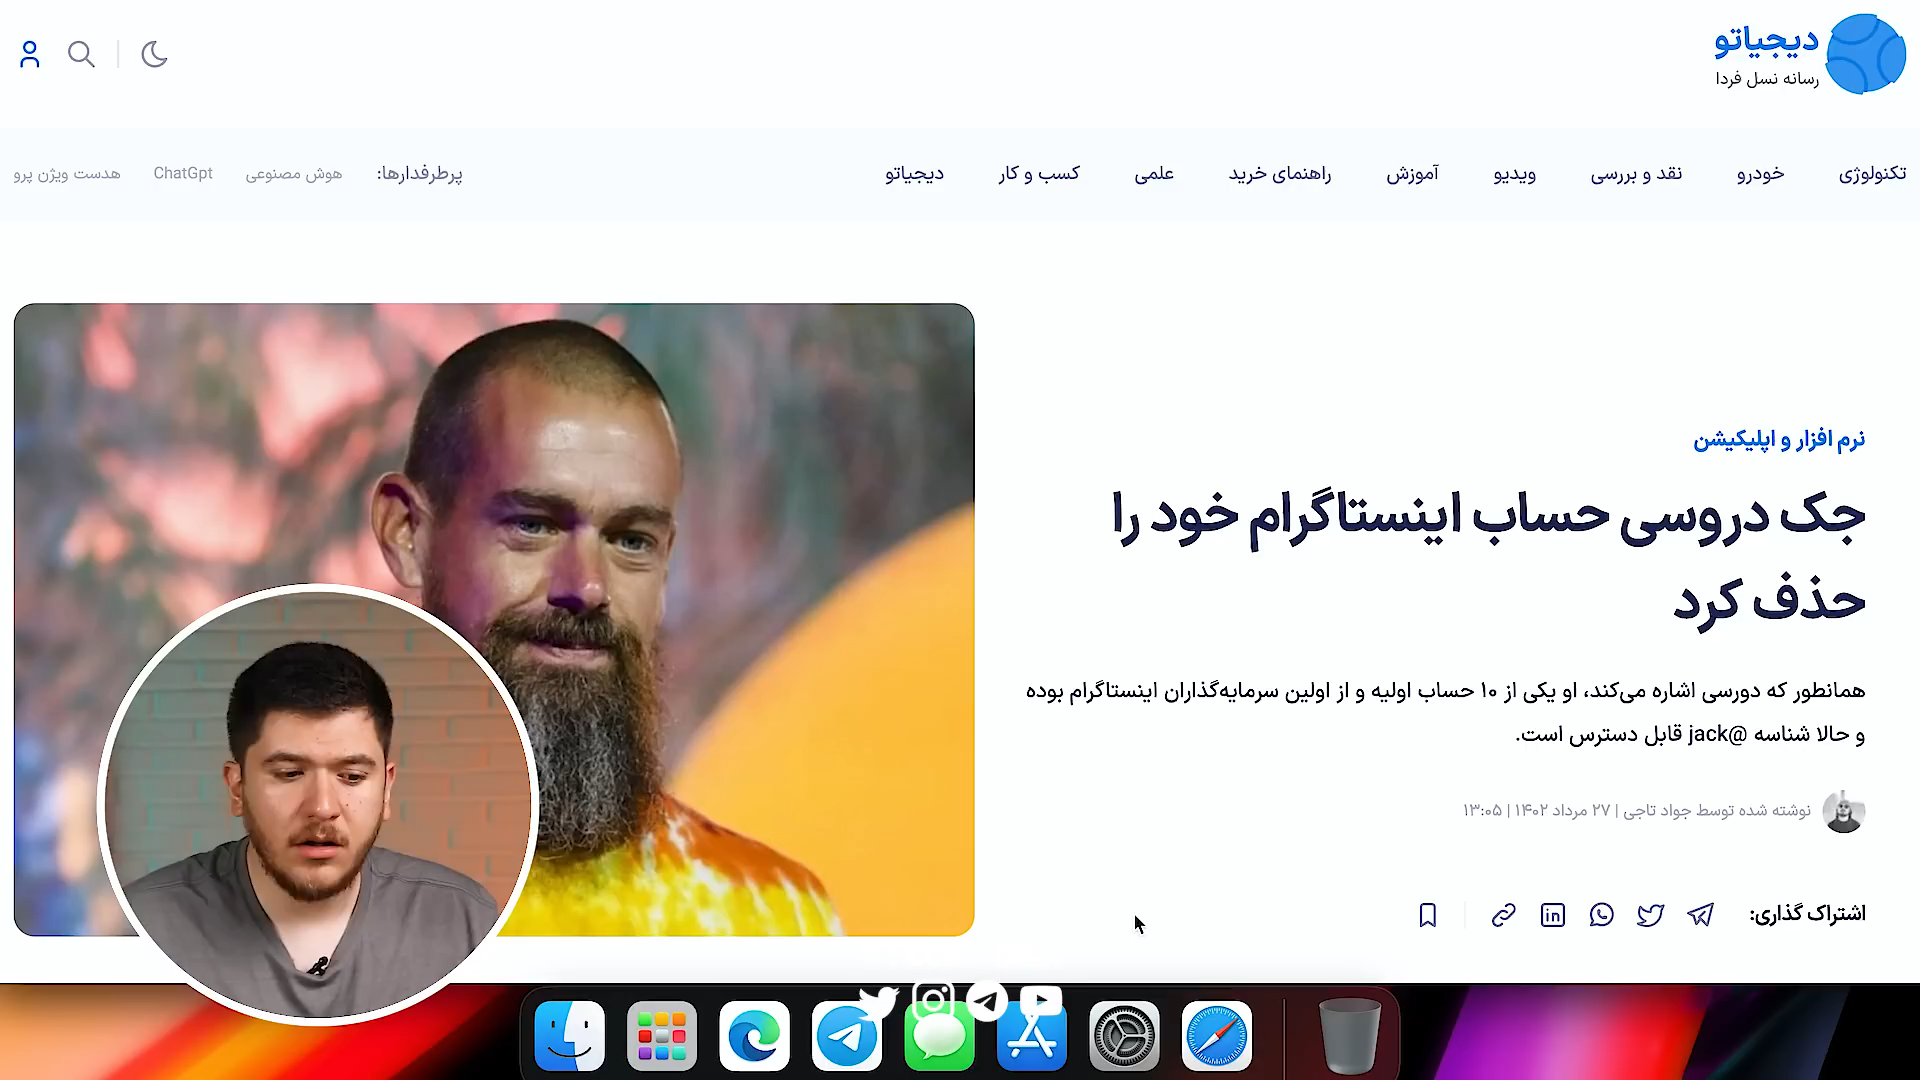 دیجیاتو
رسانه نسل فردا
تکنولوژی
خودرو
نقد و بررسی
ویدیو
آموزش
راهنمای خرید
علمی
کسب و کار
دیجیاتو
پرطرفدارها:
هوش مصنوعی
ChatGpt
هدست ویژن پرو
نرم افزار و اپلیکیشن
جک دروسی حساب اینستاگرام خود را
حذف کرد
همانطور که دورسی اشاره می‌کند، او یکی از ۱۰ حساب اولیه و از اولین سرمایه‌گذاران اینستاگرام بوده
و حالا شناسه @jack قابل دسترس است.
نوشته شده توسط جواد تاجی | ۲۷ مرداد ۱۴۰۲ | ۱۳:۰۵
اشتراک گذاری: